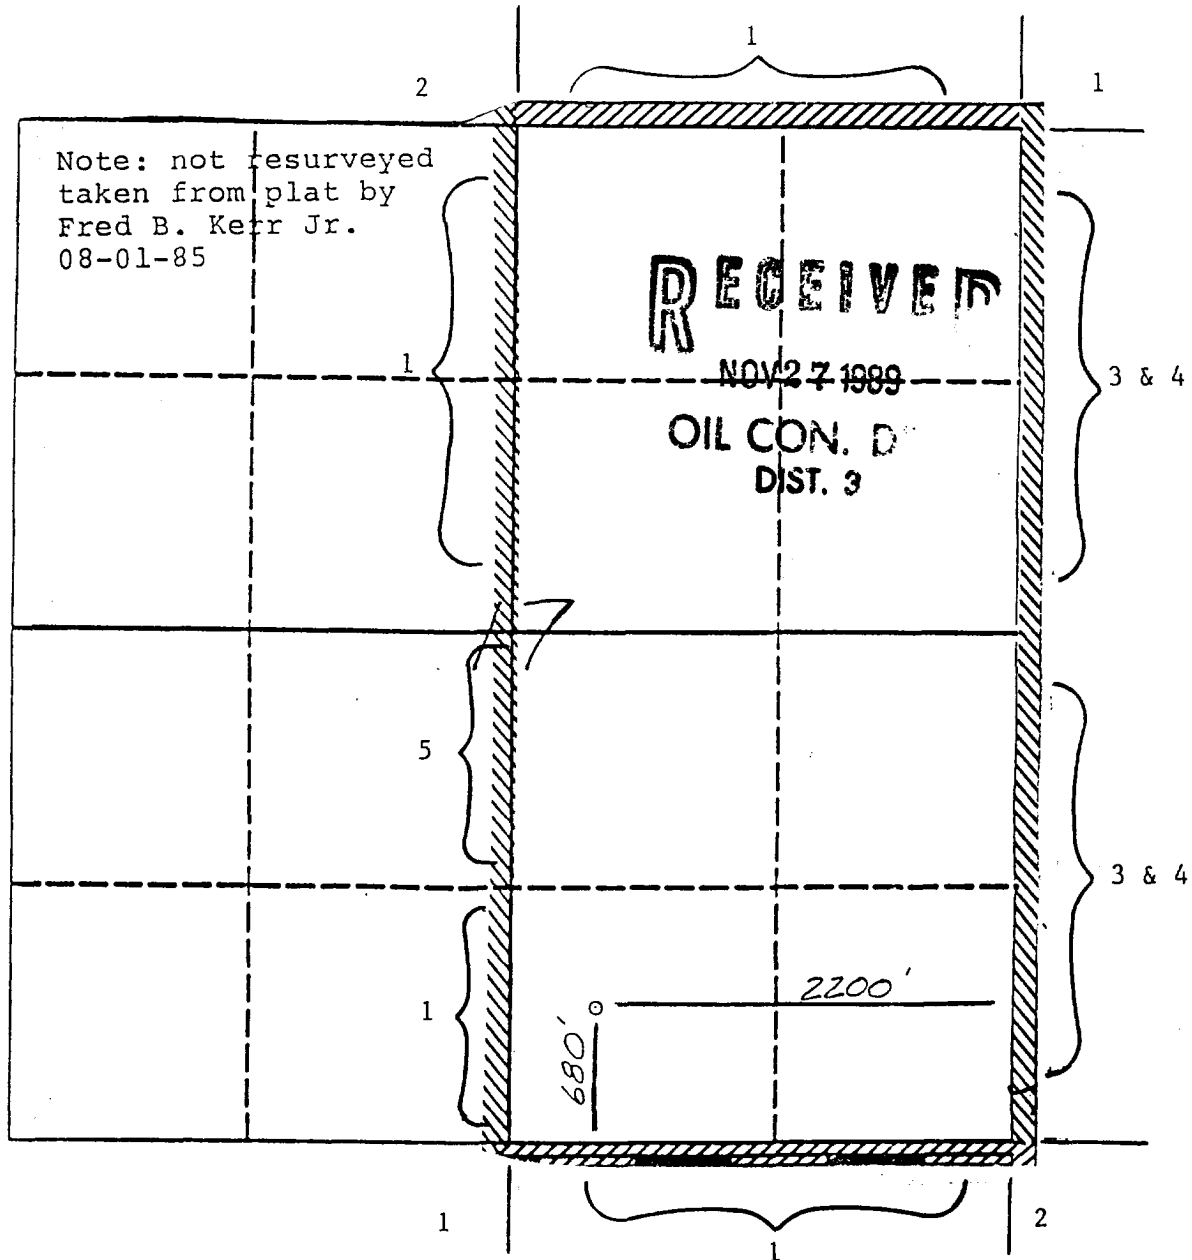 1
2
1
Note: not resurveyed
taken from plat by
Fred B. Kerr Jr.
08-01-85
RECEIVED
NOV 27 1989
OIL CON. D
DIST. 3
1
3 & 4
5
3 & 4
1
2200'
680'
1
1
2